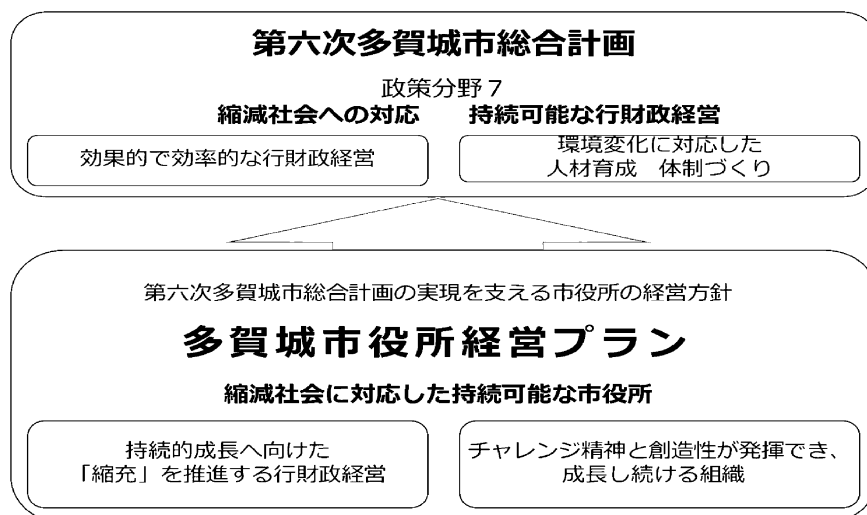 第六次多賀城市総合計画
政策分野７
縮減社会への対応　持続可能な行財政経営
効果的で効率的な行財政経営
環境変化に対応した
人材育成　体制づくり
第六次多賀城市総合計画の実現を支える市役所の経営方針
多賀城市役所経営プラン
縮減社会に対応した持続可能な市役所
持続的成長へ向けた
「縮充」を推進する行財政経営
チャレンジ精神と創造性が発揮でき、
成長し続ける組織